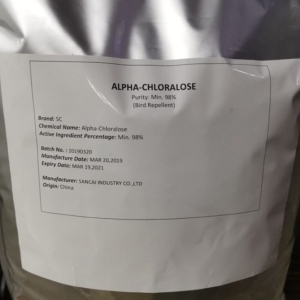 ALPHA-CHLORALOSE
Purity: Min. 98%
(Bird Repellent)
Brand: SC
Chemical Name: Alpha-Chloralose
Active Ingredient Percentage: Min. 98%
Batch No. : 20190320
Manufacture Date: MAR 20,2019
Expiry Date: MAR 19,2021
Manufacturer: SANCAI INDUSTRY CO.,LTD
Origin: China